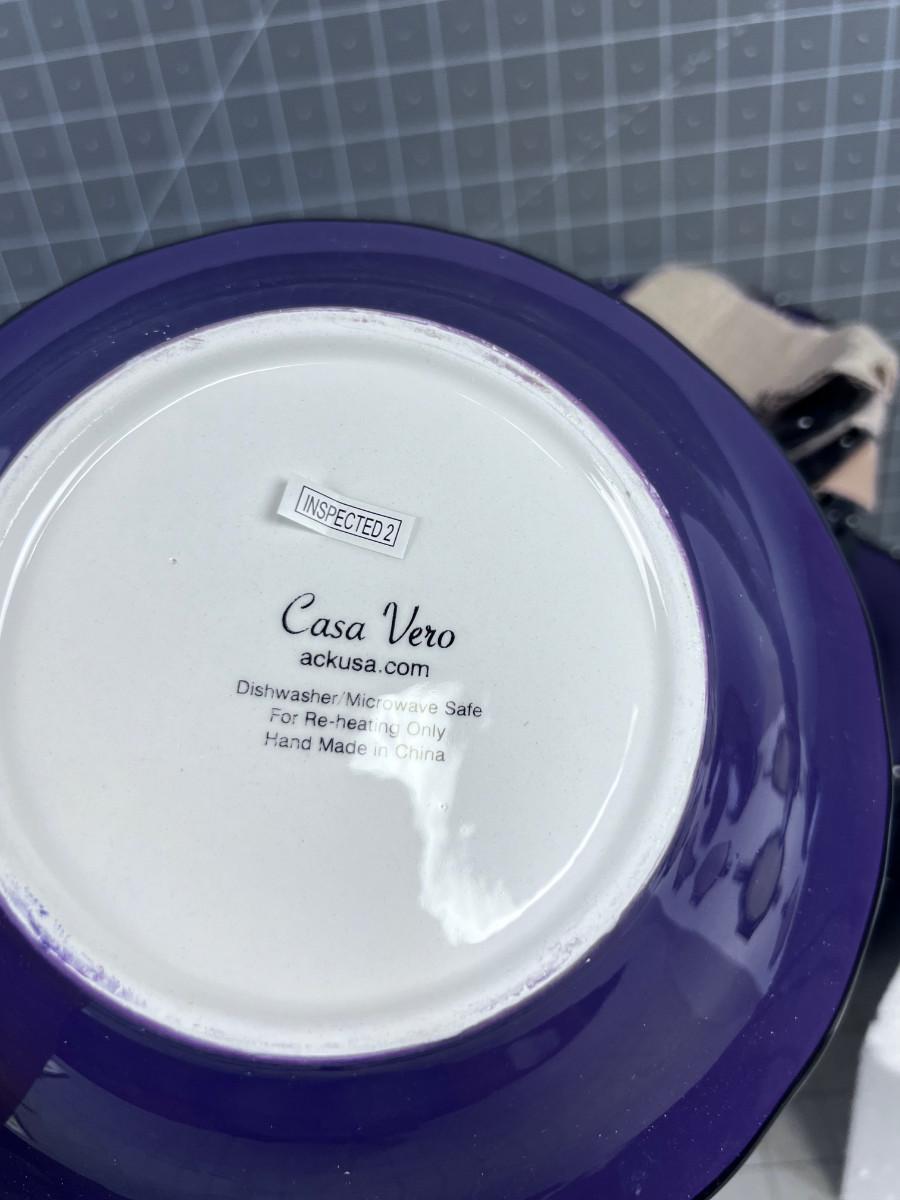 INSPECTED 2
Casa Vero
ackusa.com
Dishwasher/Microwave Safe
For Re-heating Only
Hand Made in China